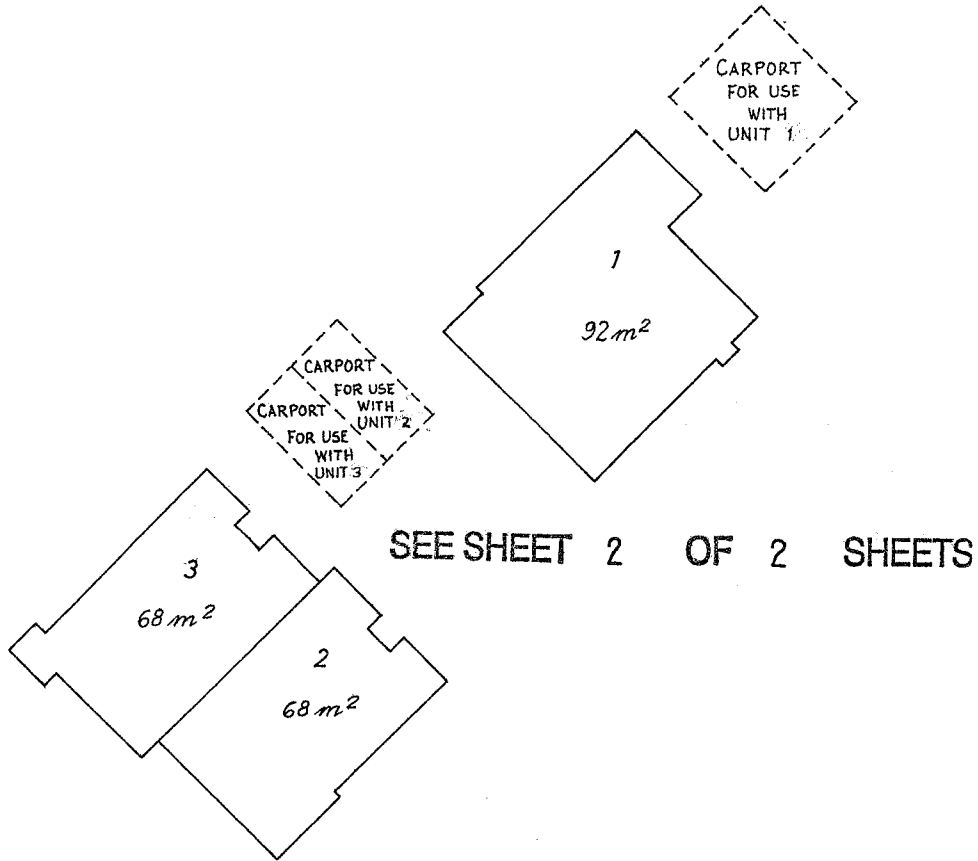 CARPORT
FOR USE
WITH
UNIT 1
1
92 m²
CARPORT
FOR USE
WITH
UNIT 2
CARPORT
FOR USE
WITH
UNIT 3
SEE SHEET 2 OF 2 SHEETS
3
68 m²
2
68 m²